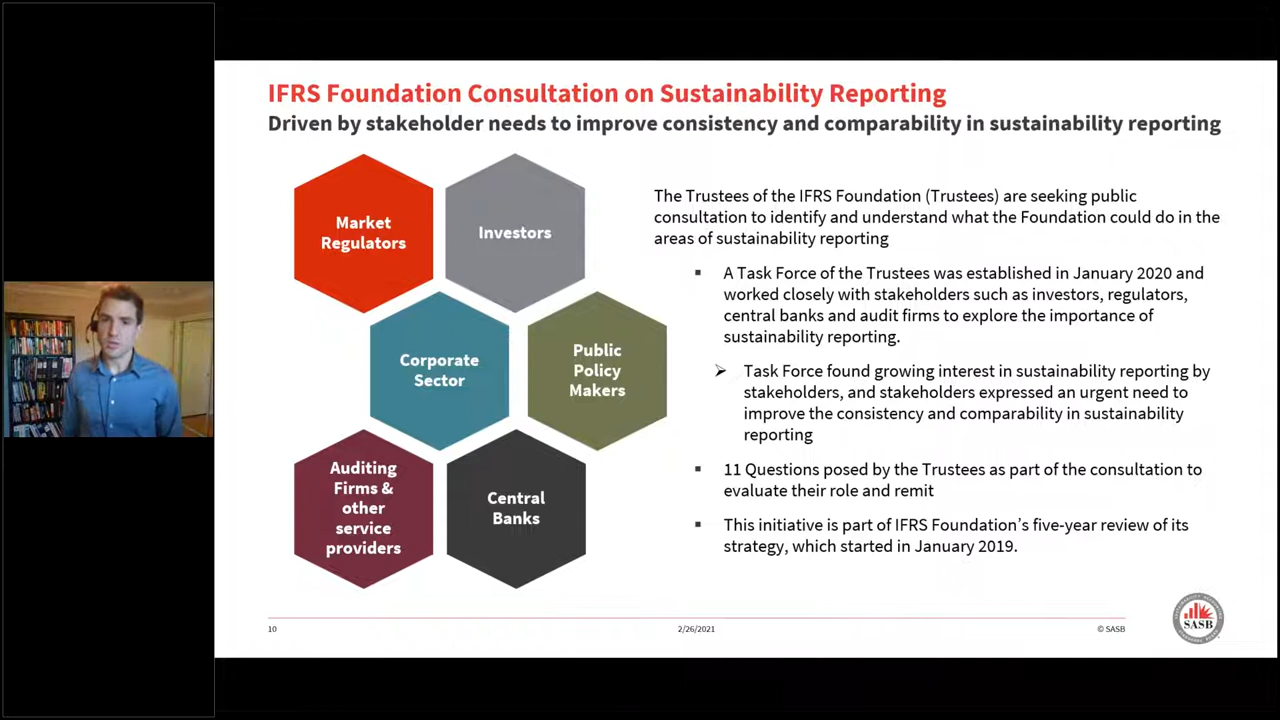 IFRS Foundation Consultation on Sustainability Reporting
Driven by stakeholder needs to improve consistency and comparability in sustainability reporting
Market
Regulators
Investors
Corporate
Sector
Public
Policy
Makers
Auditing
Firms &
other
service
providers
Central
Banks
The Trustees of the IFRS Foundation (Trustees) are seeking public
consultation to identify and understand what the Foundation could do in the
areas of sustainability reporting
▪ A Task Force of the Trustees was established in January 2020 and
worked closely with stakeholders such as investors, regulators,
central banks and audit firms to explore the importance of
sustainability reporting.
➢ Task Force found growing interest in sustainability reporting by
stakeholders, and stakeholders expressed an urgent need to
improve the consistency and comparability in sustainability
reporting
▪ 11 Questions posed by the Trustees as part of the consultation to
evaluate their role and remit
▪ This initiative is part of IFRS Foundation's five-year review of its
strategy, which started in January 2019.
10
2/26/2021
© SASB
SASB